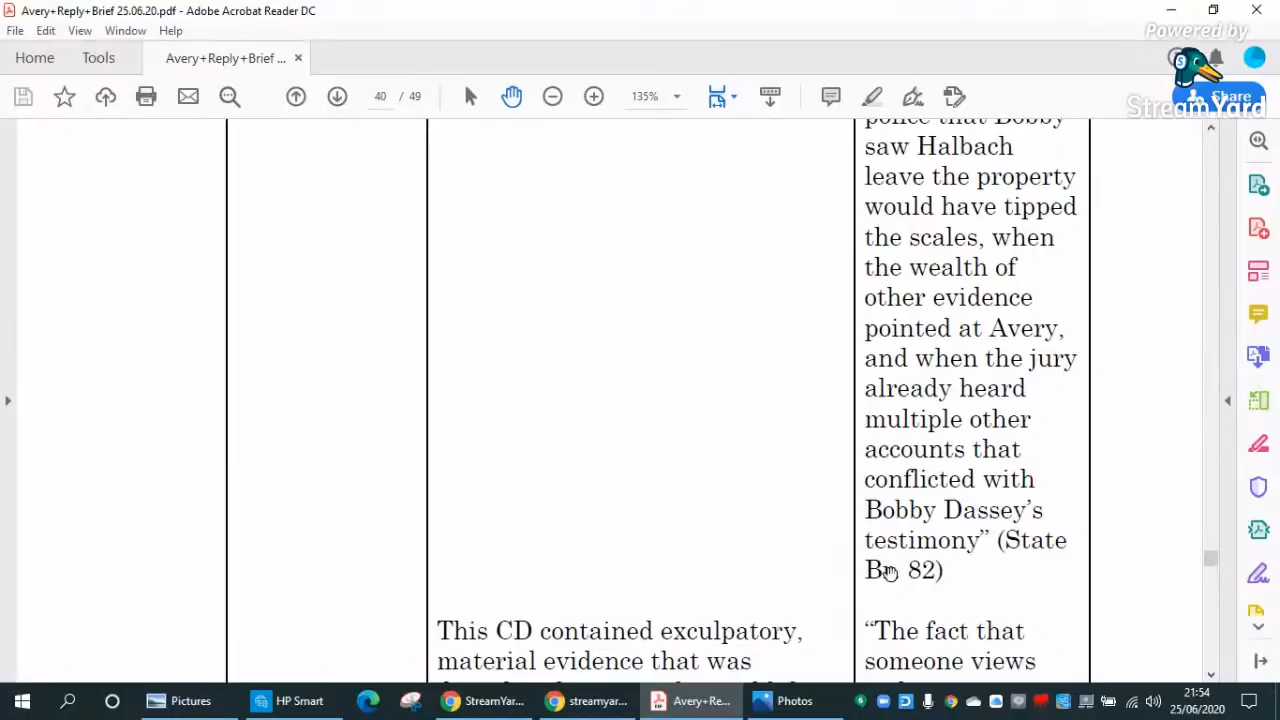 Avery+Reply+Brief 25.06.20.pdf - Adobe Acrobat Reader DC
File Edit View Window Help
Powered by
Home Tools Avery+Reply+Brief ...
40 / 49 135% Share
StreamYard
police that Bobby
saw Halbach
leave the property
would have tipped
the scales, when
the wealth of
other evidence
pointed at Avery,
and when the jury
already heard
multiple other
accounts that
conflicted with
Bobby Dassey's
testimony” (State
82)
This CD contained exculpatory,
material evidence that was
“The fact that
someone views
Pictures HP Smart StreamYar... streamyar... Avery+Re... Photos
21:54
25/06/2020